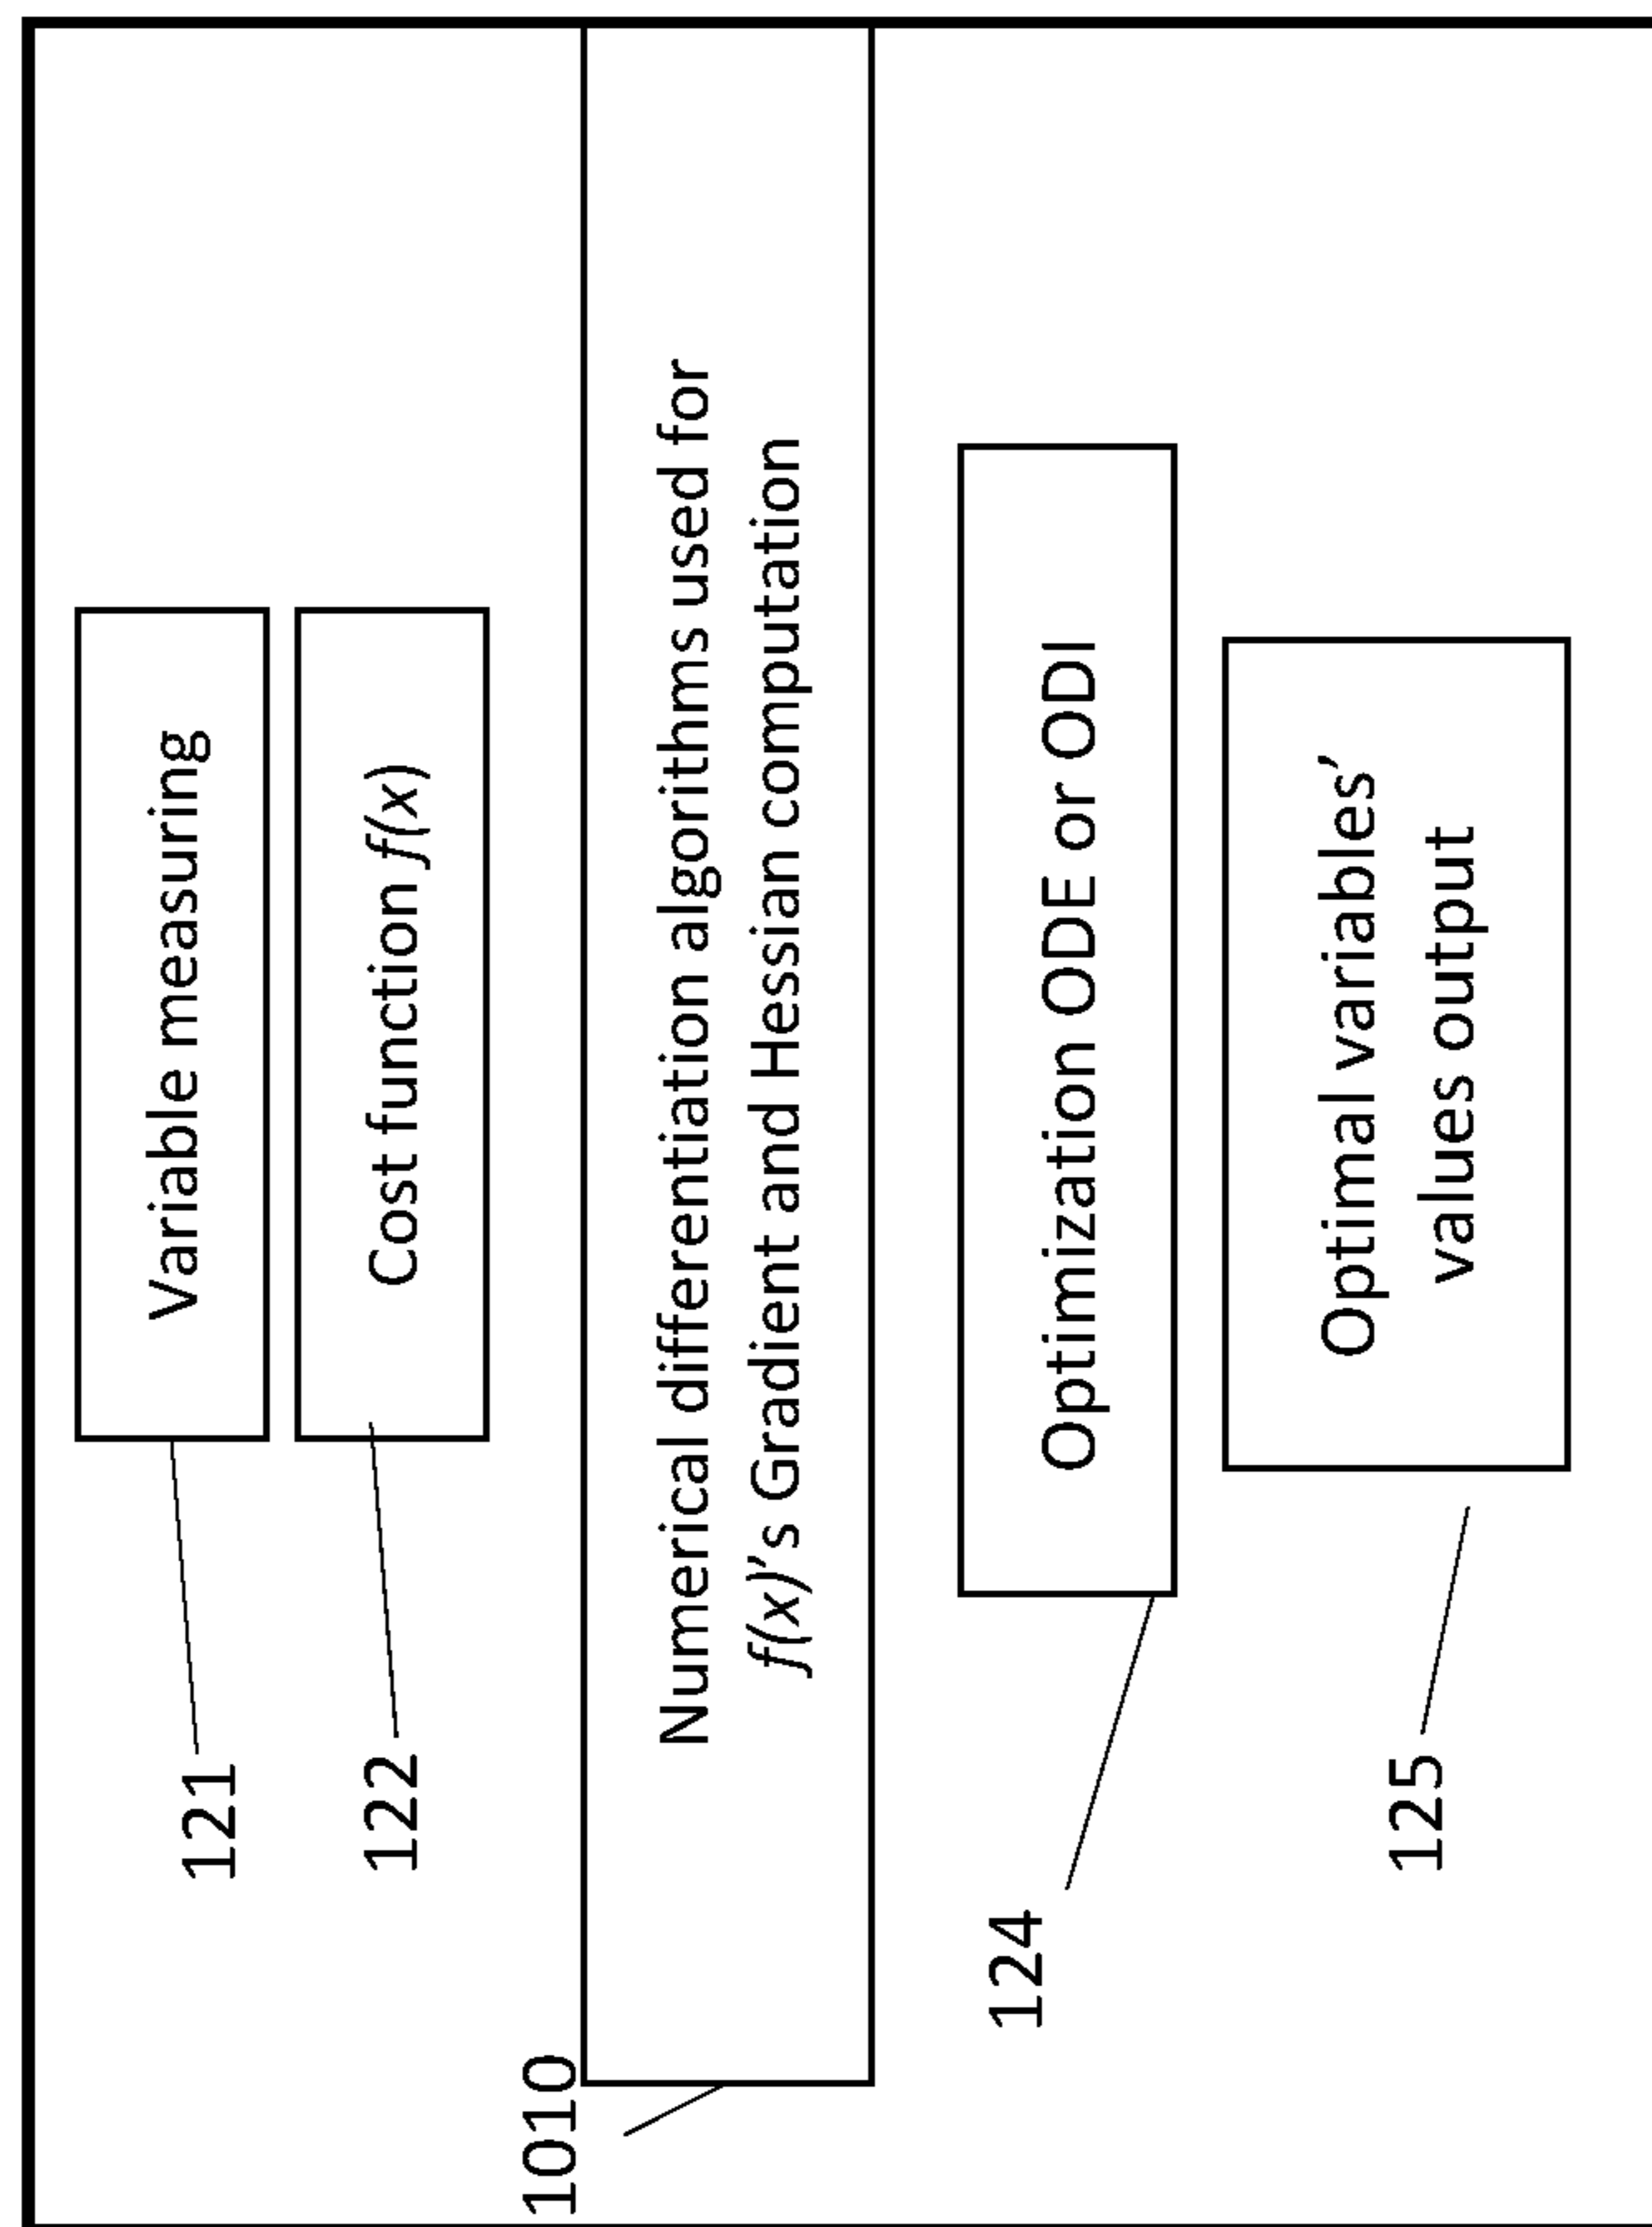 121
Variable measuring
122
Cost function f(x)
1010
Numerical differentiation algorithms used for
f(x)’s Gradient and Hessian computation
124
Optimization ODE or ODI
125
Optimal variables’
values output